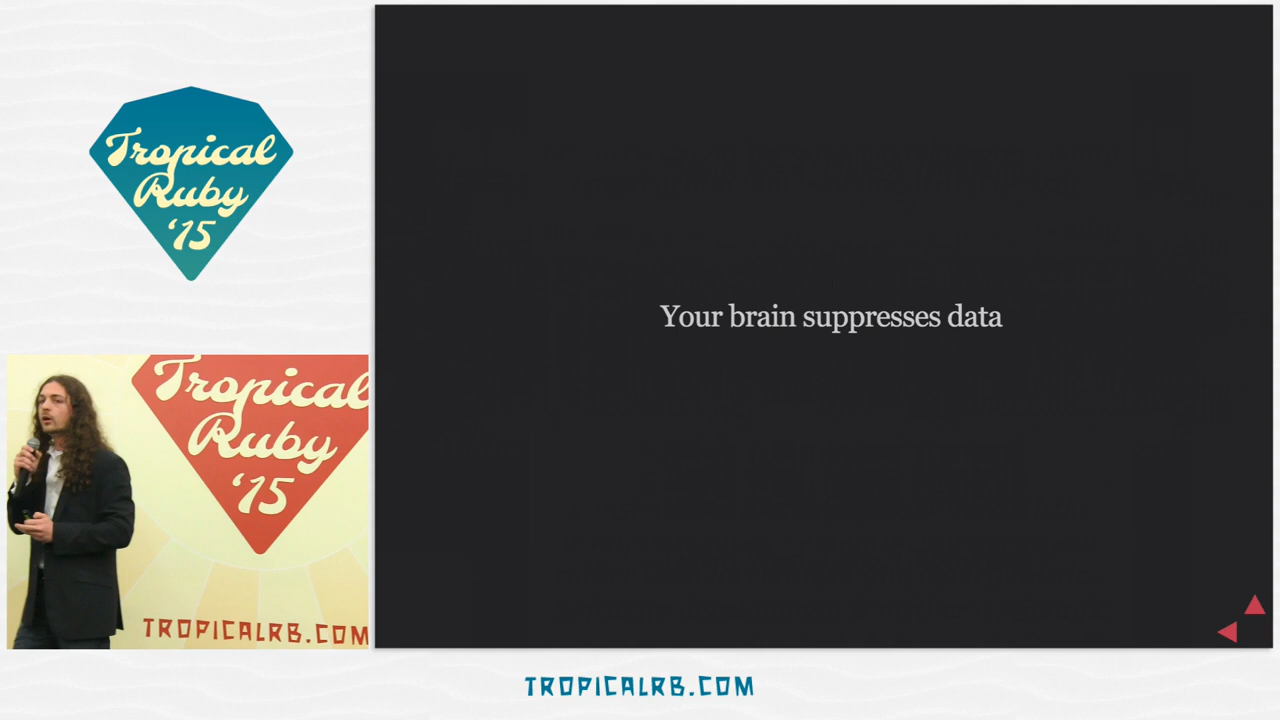 Tropical
Ruby
'15
Your brain suppresses data
Tropical
Ruby
'15
TROPICALRB.COM
TROPICALRB.COM